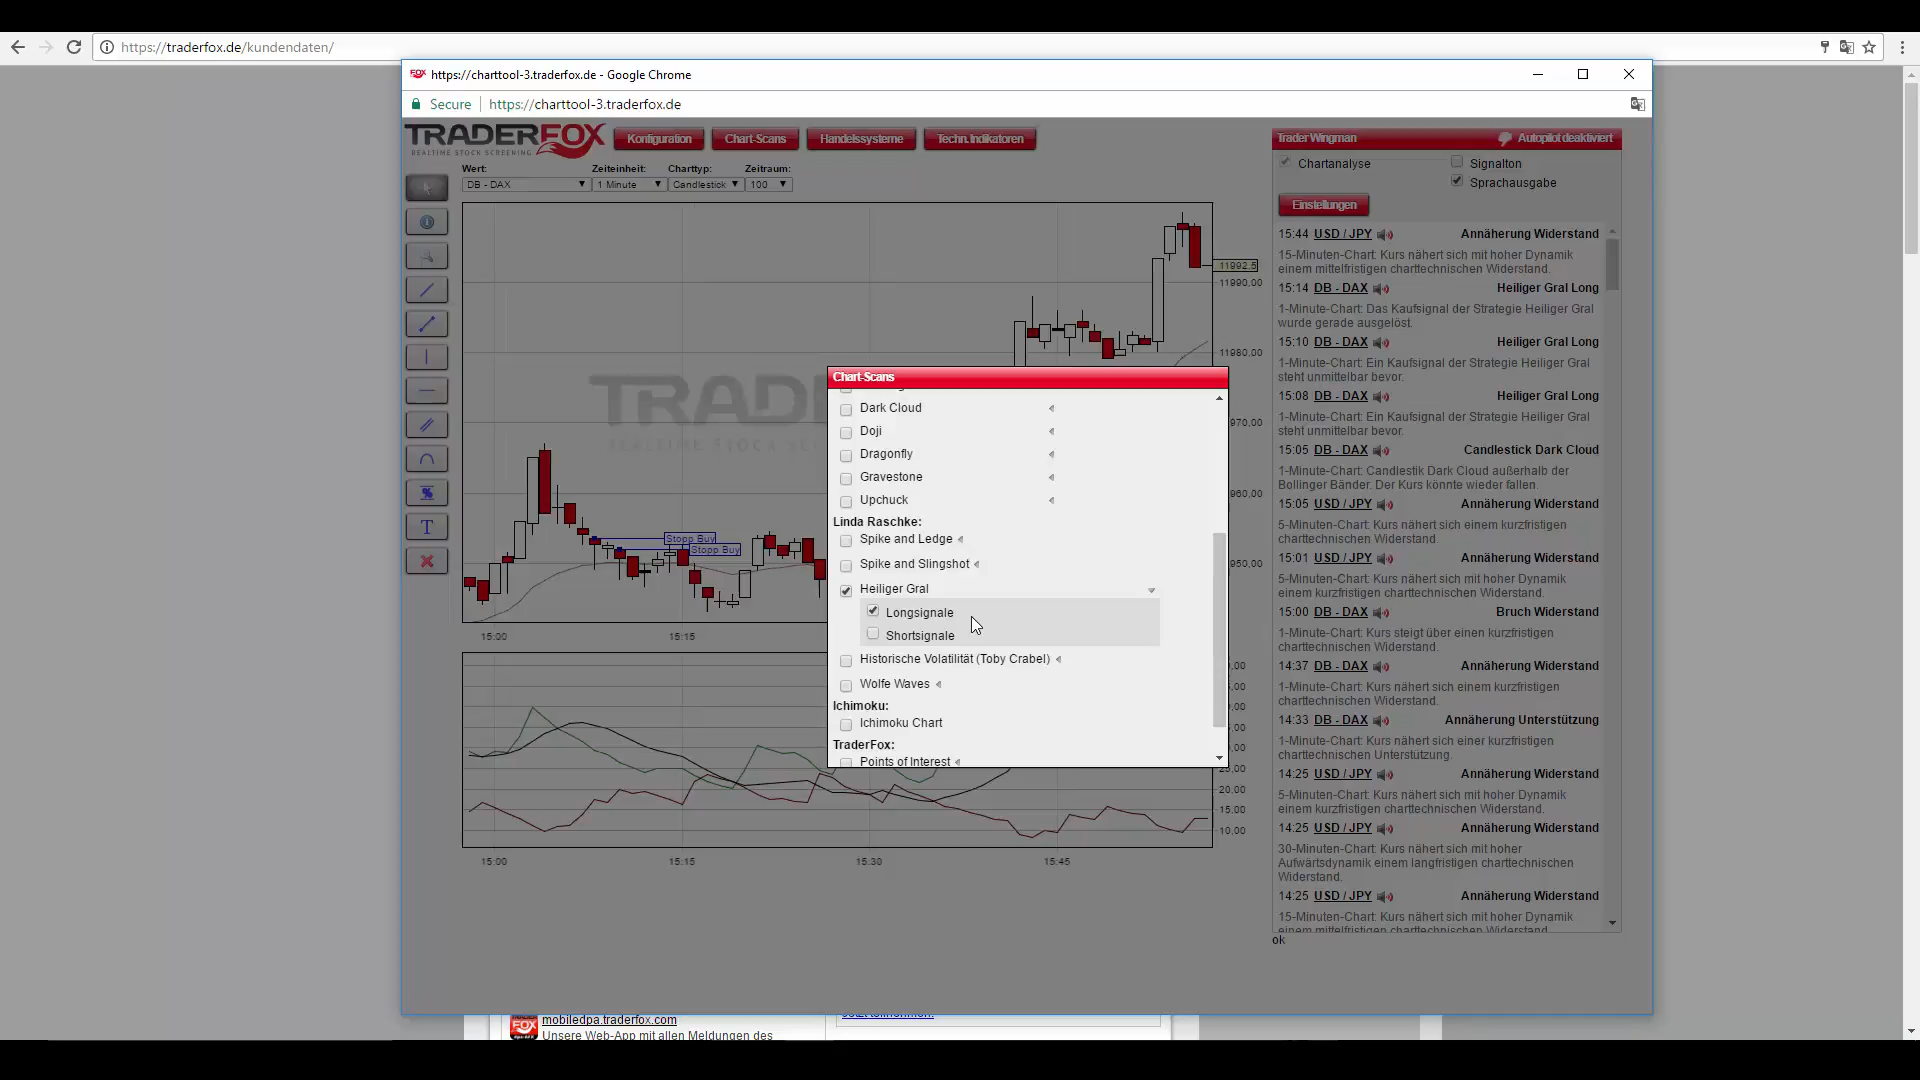 https://traderfox.de/kundendaten/
https://charttool-3.traderfox.de - Google Chrome
Secure https://charttool-3.traderfox.de
TRADERFOX
REALTIME STOCK SCREENING
Konfiguration Chart-Scans Handelssysteme Techn. Indikatoren
Wert: Zeiteinheit: Charttyp: Zeitraum:
DB - DAX 1 Minute Candlestick 100
11992,5
11990,00
11980,00
970,00
960,00
950,00
Stopp Buy
Stopp Buy
15:00 15:15
25,00
20,00
15,00
10,00
15:00 15:15 15:30 15:45
Chart-Scans
Dark Cloud
Doji
Dragonfly
Gravestone
Upchuck
Linda Raschke:
Spike and Ledge
Spike and Slingshot
Heiliger Gral
Longsignale
Shortsignale
Historische Volatilität (Toby Crabel)
Wolfe Waves
Ichimoku:
Ichimoku Chart
TraderFox:
Points of Interest
Trader Wingman Autopilot deaktiviert
Chartanalyse Signalton
Sprachausgabe
Einstellungen
15:44 USD / JPY Annäherung Widerstand
15-Minuten-Chart: Kurs nähert sich mit hoher Dynamik
einem mittelfristigen charttechnischen Widerstand.
15:14 DB - DAX Heiliger Gral Long
1-Minute-Chart: Das Kaufsignal der Strategie Heiliger Gral
wurde gerade ausgelöst.
15:10 DB - DAX Heiliger Gral Long
1-Minute-Chart: Ein Kaufsignal der Strategie Heiliger Gral
steht unmittelbar bevor.
15:08 DB - DAX Heiliger Gral Long
1-Minute-Chart: Ein Kaufsignal der Strategie Heiliger Gral
steht unmittelbar bevor.
15:05 DB - DAX Candlestick Dark Cloud
1-Minute-Chart: Candlestik Dark Cloud außerhalb der
Bollinger Bänder. Der Kurs könnte wieder fallen.
15:05 USD / JPY Annäherung Widerstand
5-Minuten-Chart: Kurs nähert sich einem kurzfristigen
charttechnischen Widerstand.
15:01 USD / JPY Annäherung Widerstand
5-Minuten-Chart: Kurs nähert sich mit hoher Dynamik
einem kurzfristigen charttechnischen Widerstand.
15:00 DB - DAX Bruch Widerstand
1-Minute-Chart: Kurs steigt über einen kurzfristigen
charttechnischen Widerstand.
14:37 DB - DAX Annäherung Widerstand
1-Minute-Chart: Kurs nähert sich einem kurzfristigen
charttechnischen Widerstand.
14:33 DB - DAX Annäherung Unterstützung
1-Minute-Chart: Kurs nähert sich einer kurzfristigen
charttechnischen Unterstützung.
14:25 USD / JPY Annäherung Widerstand
5-Minuten-Chart: Kurs nähert sich mit hoher Dynamik
einem kurzfristigen charttechnischen Widerstand.
14:25 USD / JPY Annäherung Widerstand
30-Minuten-Chart: Kurs nähert sich mit hoher
Aufwärtsdynamik einem langfristigen charttechnischen
Widerstand.
14:25 USD / JPY Annäherung Widerstand
15-Minuten-Chart: Kurs nähert sich mit hoher Dynamik
einem mittelfristigen charttechnischen Widerstand.
ok
mobiledpa.traderfox.com
Unsere Web-App mit allen Meldungen des